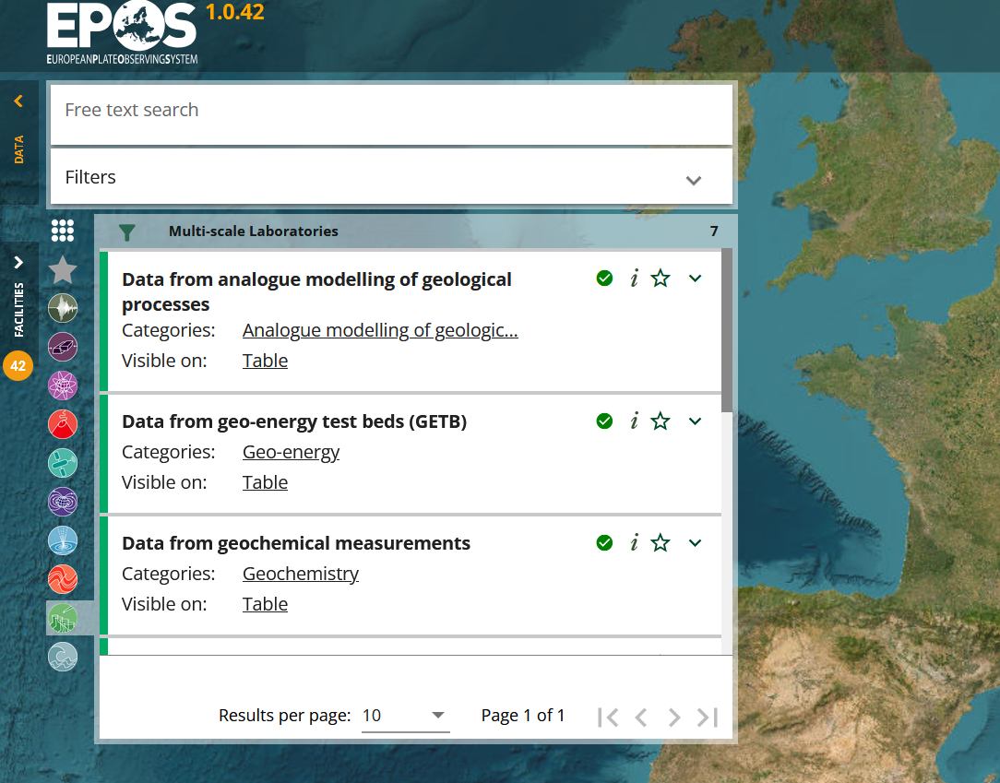 EPOS 1.0.42
EUROPEANPLATEOBSERVINGSYSTEM
DATA
Free text search
Filters
FACILITIES
42
Multi-scale Laboratories 7
Data from analogue modelling of geological
processes
Categories: Analogue modelling of geologic...
Visible on: Table
Data from geo-energy test beds (GETB)
Categories: Geo-energy
Visible on: Table
Data from geochemical measurements
Categories: Geochemistry
Visible on: Table
Results per page: 10 Page 1 of 1